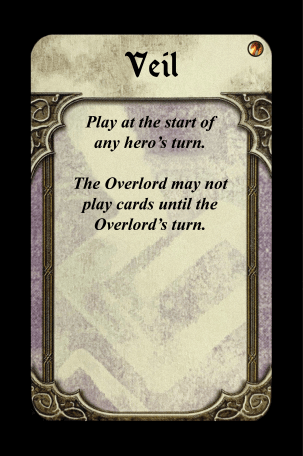 Veil
Play at the start of
any hero's turn.
The Overlord may not
play cards until the
Overlord's turn.